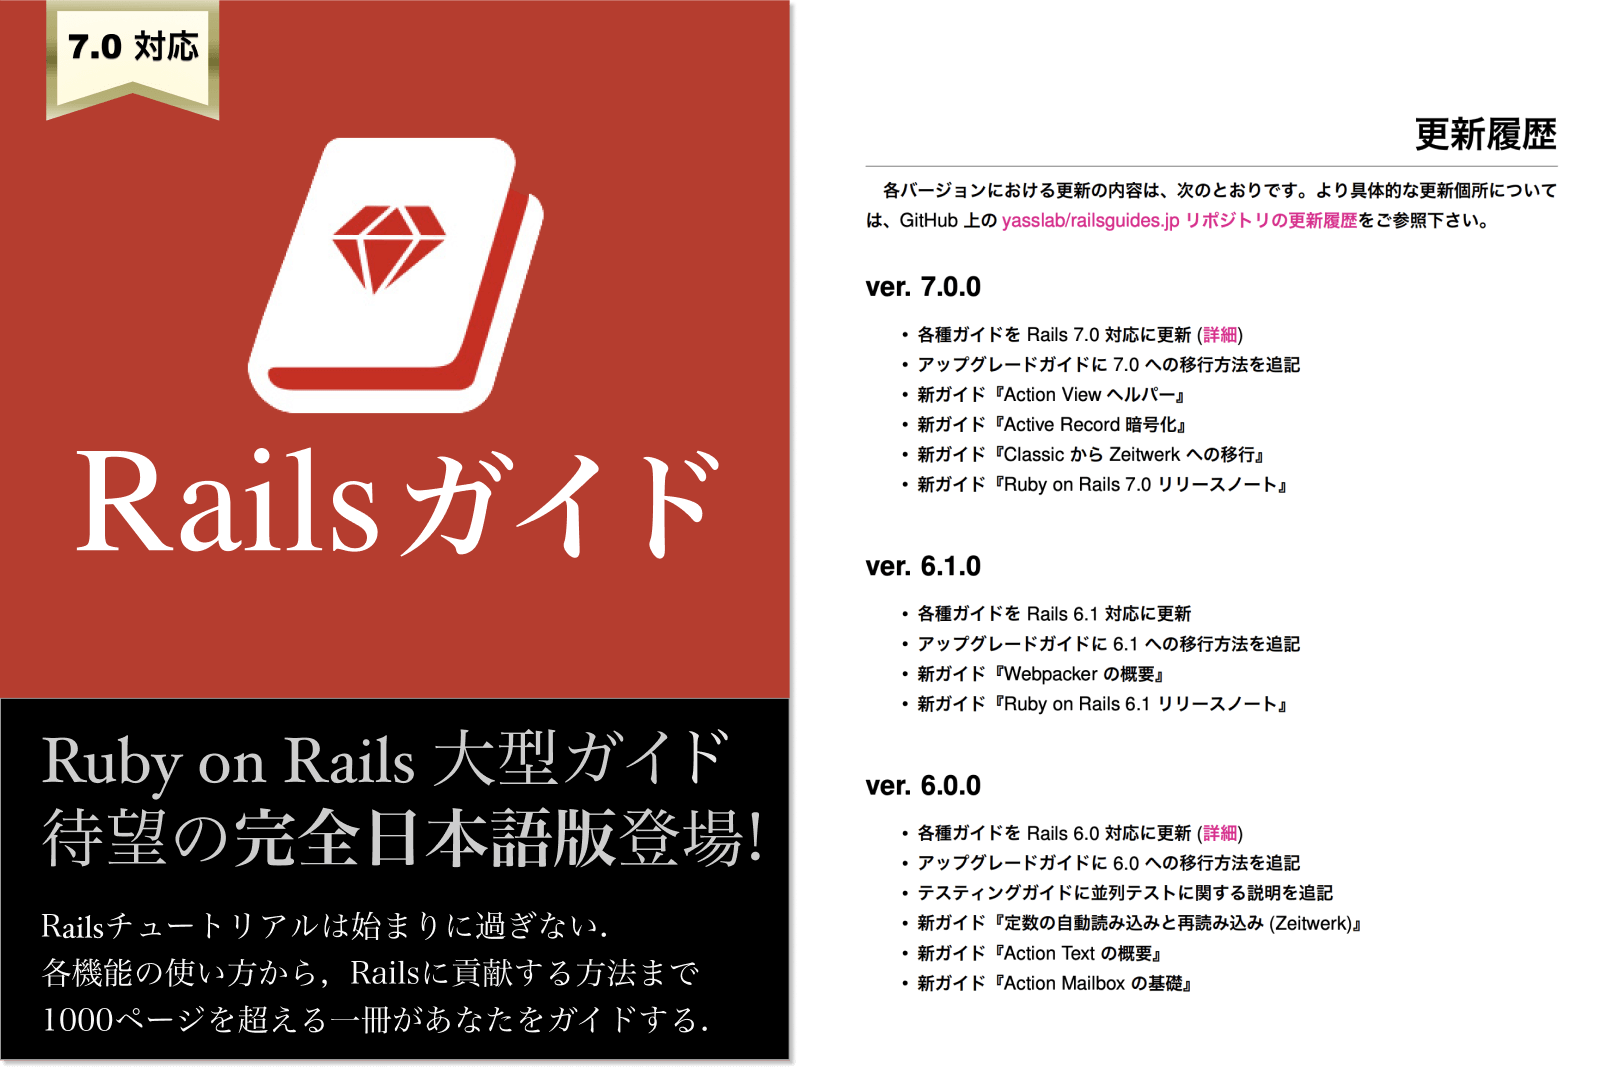 7.0 対応
Railsガイド
Ruby on Rails 大型ガイド
待望の完全日本語版登場!
Railsチュートリアルは始まりに過ぎない.
各機能の使い方から，Railsに貢献する方法まで
1000ページを超える一冊があなたをガイドする.
更新履歴
各バージョンにおける更新の内容は、次のとおりです。より具体的な更新個所について
は、GitHub 上の yasslab/railsguides.jp リポジトリの更新履歴をご参照下さい。
ver. 7.0.0
• 各種ガイドを Rails 7.0 対応に更新 (詳細)
• アップグレードガイドに 7.0 への移行方法を追記
• 新ガイド『Action View ヘルパー』
• 新ガイド『Active Record 暗号化』
• 新ガイド『Classic から Zeitwerk への移行』
• 新ガイド『Ruby on Rails 7.0 リリースノート』
ver. 6.1.0
• 各種ガイドを Rails 6.1 対応に更新
• アップグレードガイドに 6.1 への移行方法を追記
• 新ガイド『Webpacker の概要』
• 新ガイド『Ruby on Rails 6.1 リリースノート』
ver. 6.0.0
• 各種ガイドを Rails 6.0 対応に更新 (詳細)
• アップグレードガイドに 6.0 への移行方法を追記
• テスティングガイドに並列テストに関する説明を追記
• 新ガイド『定数の自動読み込みと再読み込み (Zeitwerk)』
• 新ガイド『Action Text の概要』
• 新ガイド『Action Mailbox の基礎』